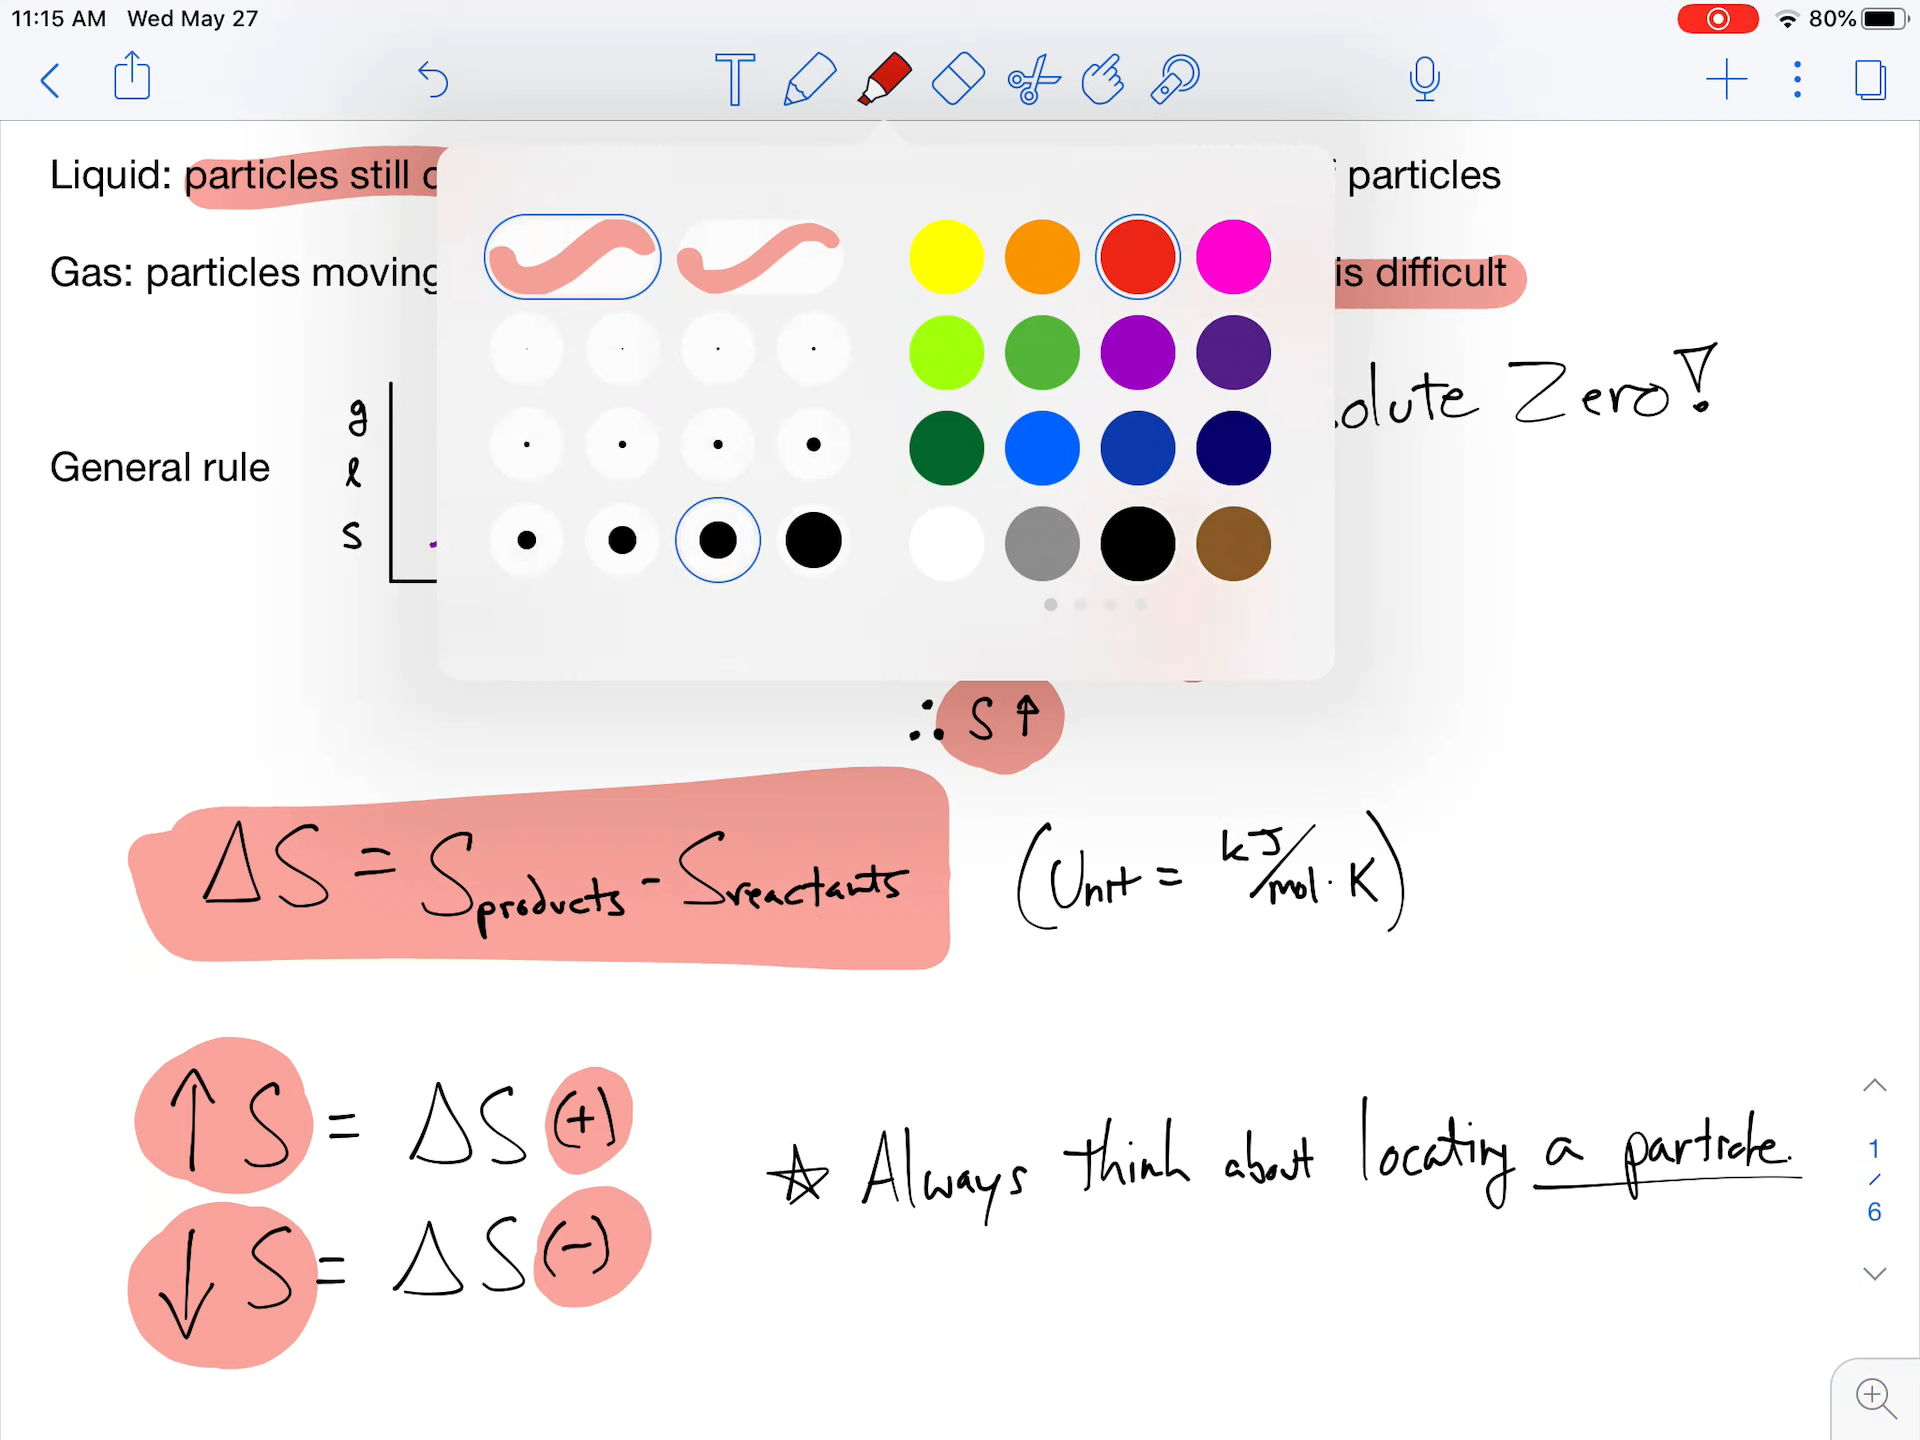 11:15 AM Wed May 27 80%
Liquid: particles still particles
Gas: particles moving is difficult
g
olute Zero!
General rule l
s
∴ S ↑
ΔS = Sproducts - Sreactants (Unit = kJ/mol·K)
↑ S = ΔS (+)
☆ Always think about locating a particle.
↓ S = ΔS (-)
1
/
6